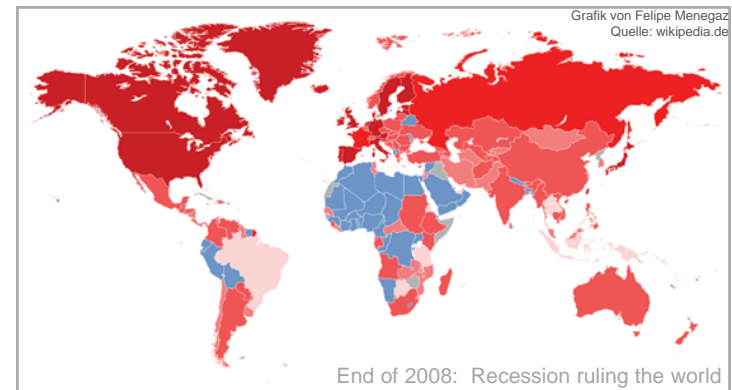 Grafik von Felipe Menegaz
Quelle: wikipedia.de
End of 2008: Recession ruling the world